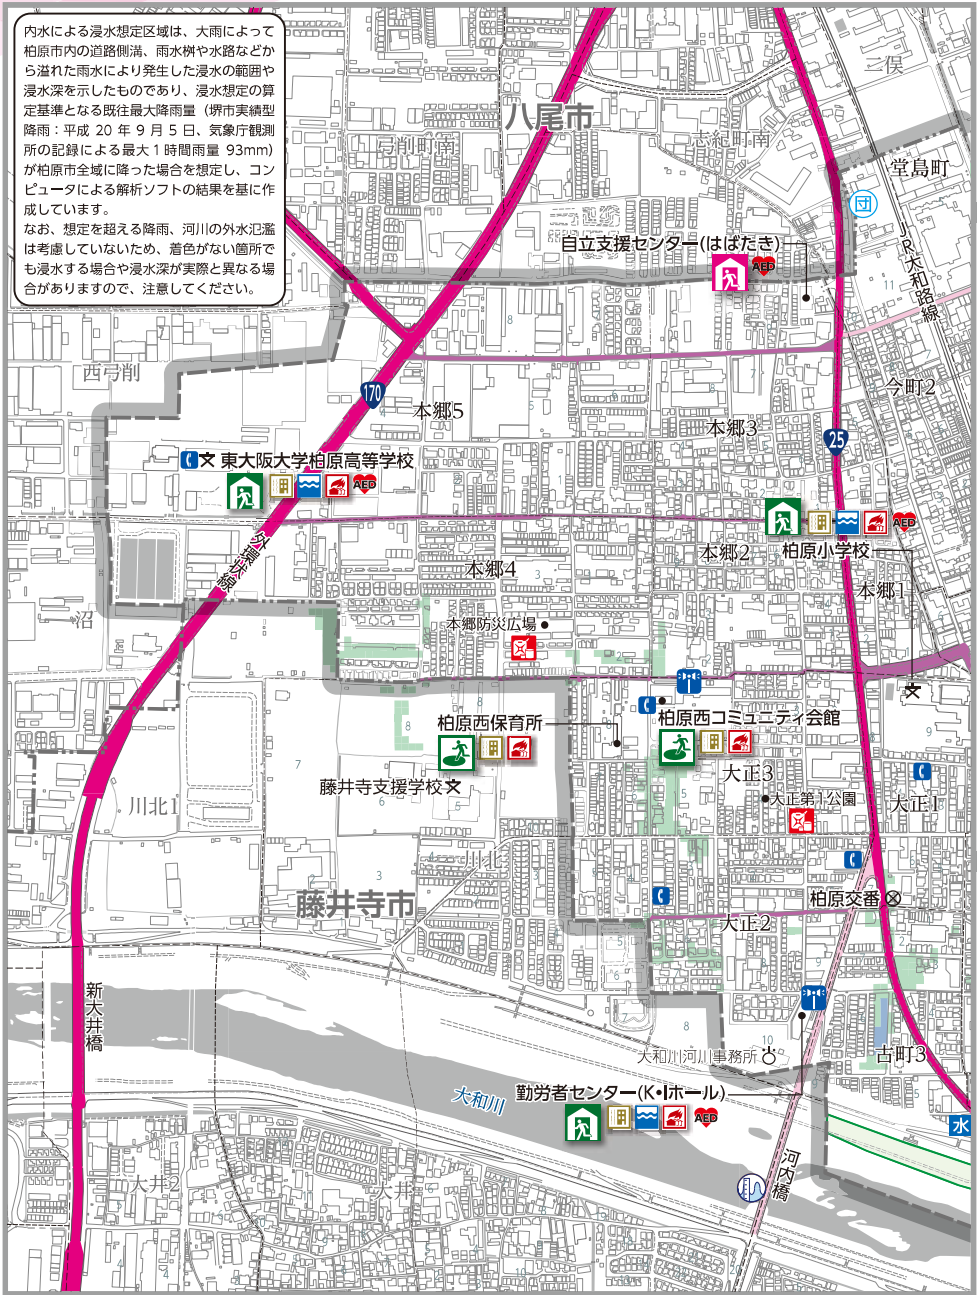 内水による浸水想定区域は、大雨によって
柏原市内の道路側溝、雨水桝や水路などか
ら溢れた雨水により発生した浸水の範囲や
浸水深を示したものであり、浸水想定の算
定基準となる既往最大降雨量（堺市実績型
降雨：平成 20 年 9 月 5 日、気象庁観測
所の記録による最大１時間雨量 93mm）
が柏原市全域に降った場合を想定し、コン
ピュータによる解析ソフトの結果を基に作
成しています。
なお、想定を超える降雨、河川の外水氾濫
は考慮していないため、着色がない箇所で
も浸水する場合や浸水深が実際と異なる場
合がありますので、注意してください。
二俣
八尾市
弓削町南
志紀町南
堂島町
団
自立支援センター(はばたき)
AED
JR大和路線
11
西弓削
170
本郷5
今町2
本郷3
25
東大阪大学柏原高等学校
AED
AED
柏原小学校
本郷2
外環状線
本郷4
本郷1
沼
本郷防災広場
柏原西保育所
柏原西コミュニティ会館
藤井寺支援学校
大正3
大正第1公園
大正1
川北1
7
8
6
5
3
9
川北
柏原交番
藤井寺市
大正2
新大井橋
8
10
大和川河川事務所
古町3
大和川
勤労者センター(K・Iホール)
AED
水
河内橋
大井2
大井